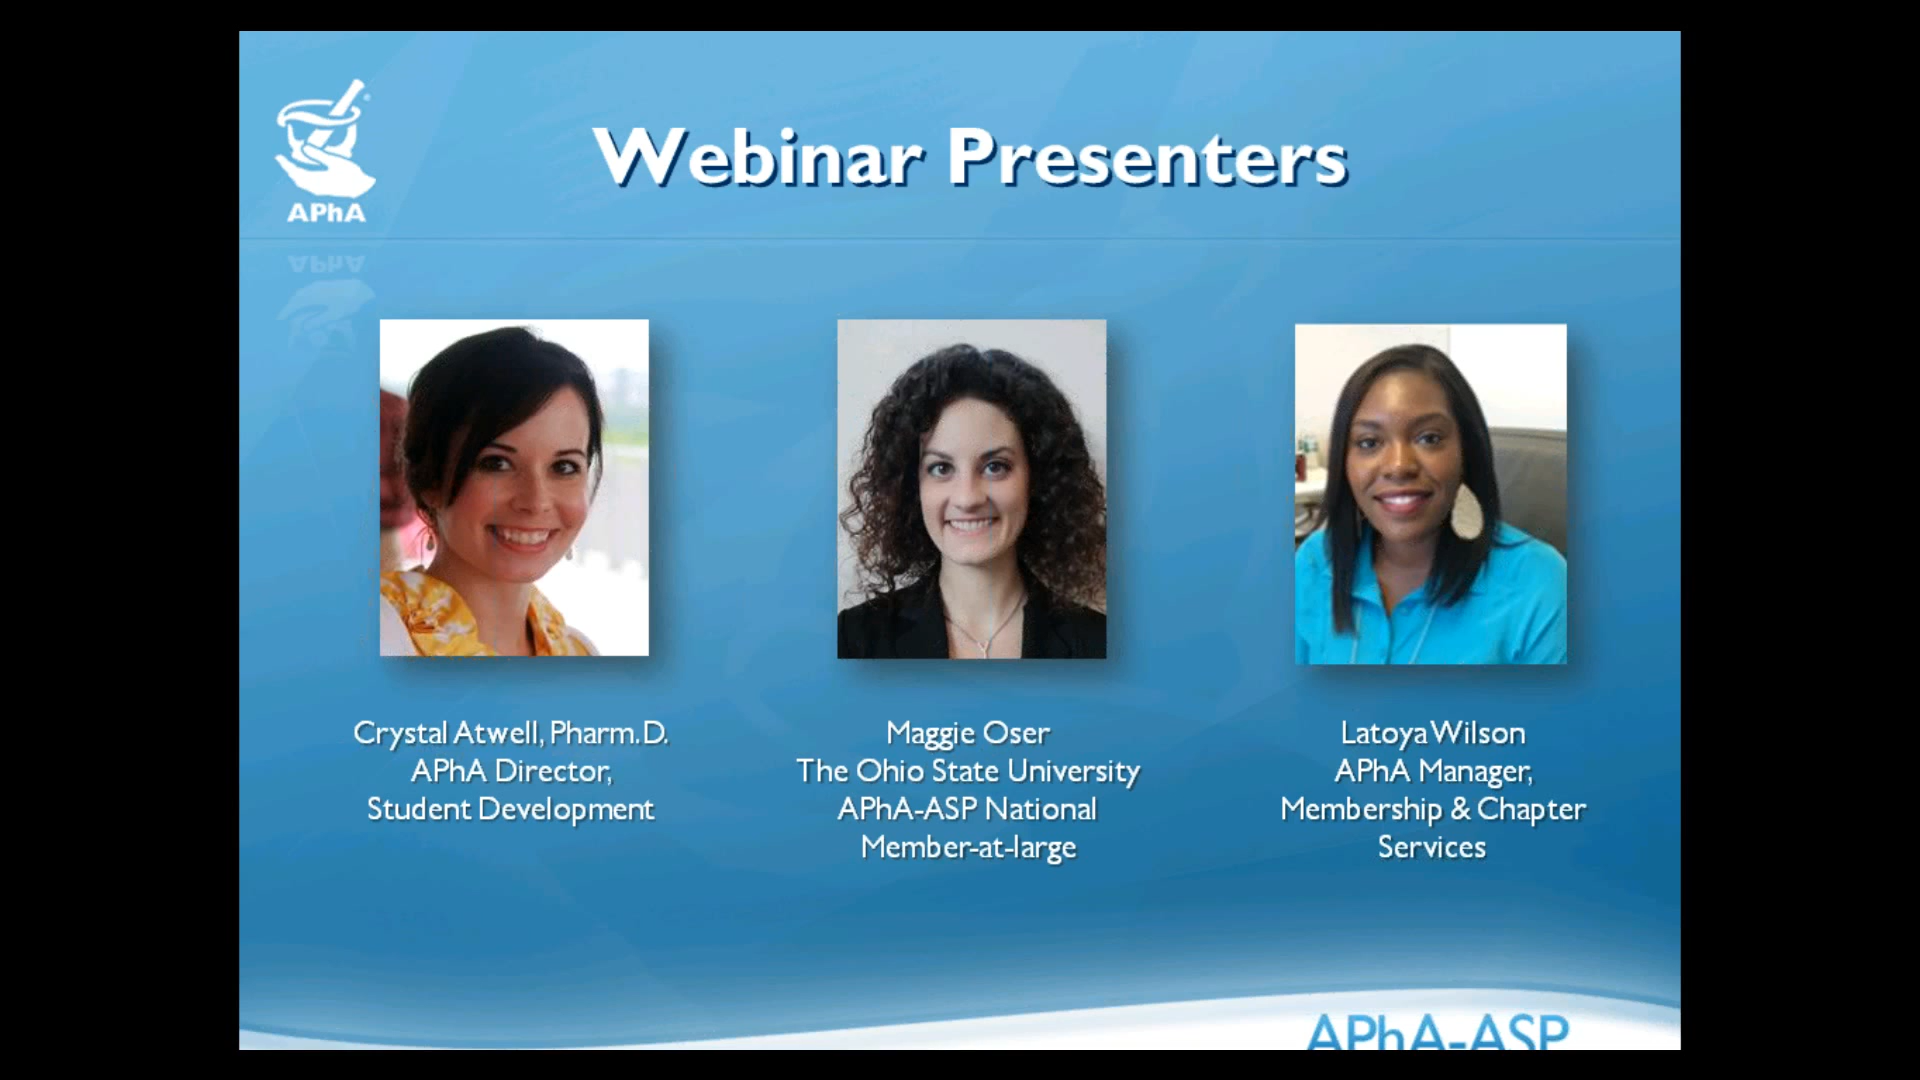 APhA
Webinar Presenters
Crystal Atwell, Pharm.D.
APhA Director,
Student Development
Maggie Oser
The Ohio State University
APhA-ASP National
Member-at-large
Latoya Wilson
APhA Manager,
Membership & Chapter
Services
APhA-ASP